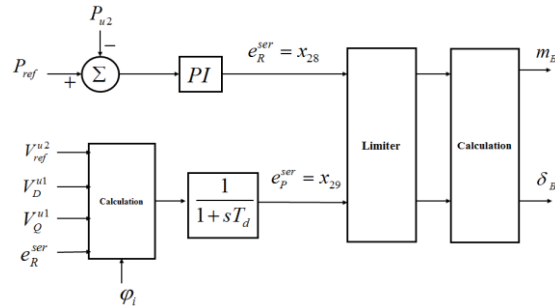 P_{u2}
−
P_{ref}
+
Σ
PI
e_R^{ser} = x_{28}
m_B
V_{ref}^{u2}
V_D^{u1}
V_Q^{u1}
e_R^{ser}
Calculation
φ_i
1
1 + sT_d
e_P^{ser} = x_{29}
Limiter
Calculation
δ_B